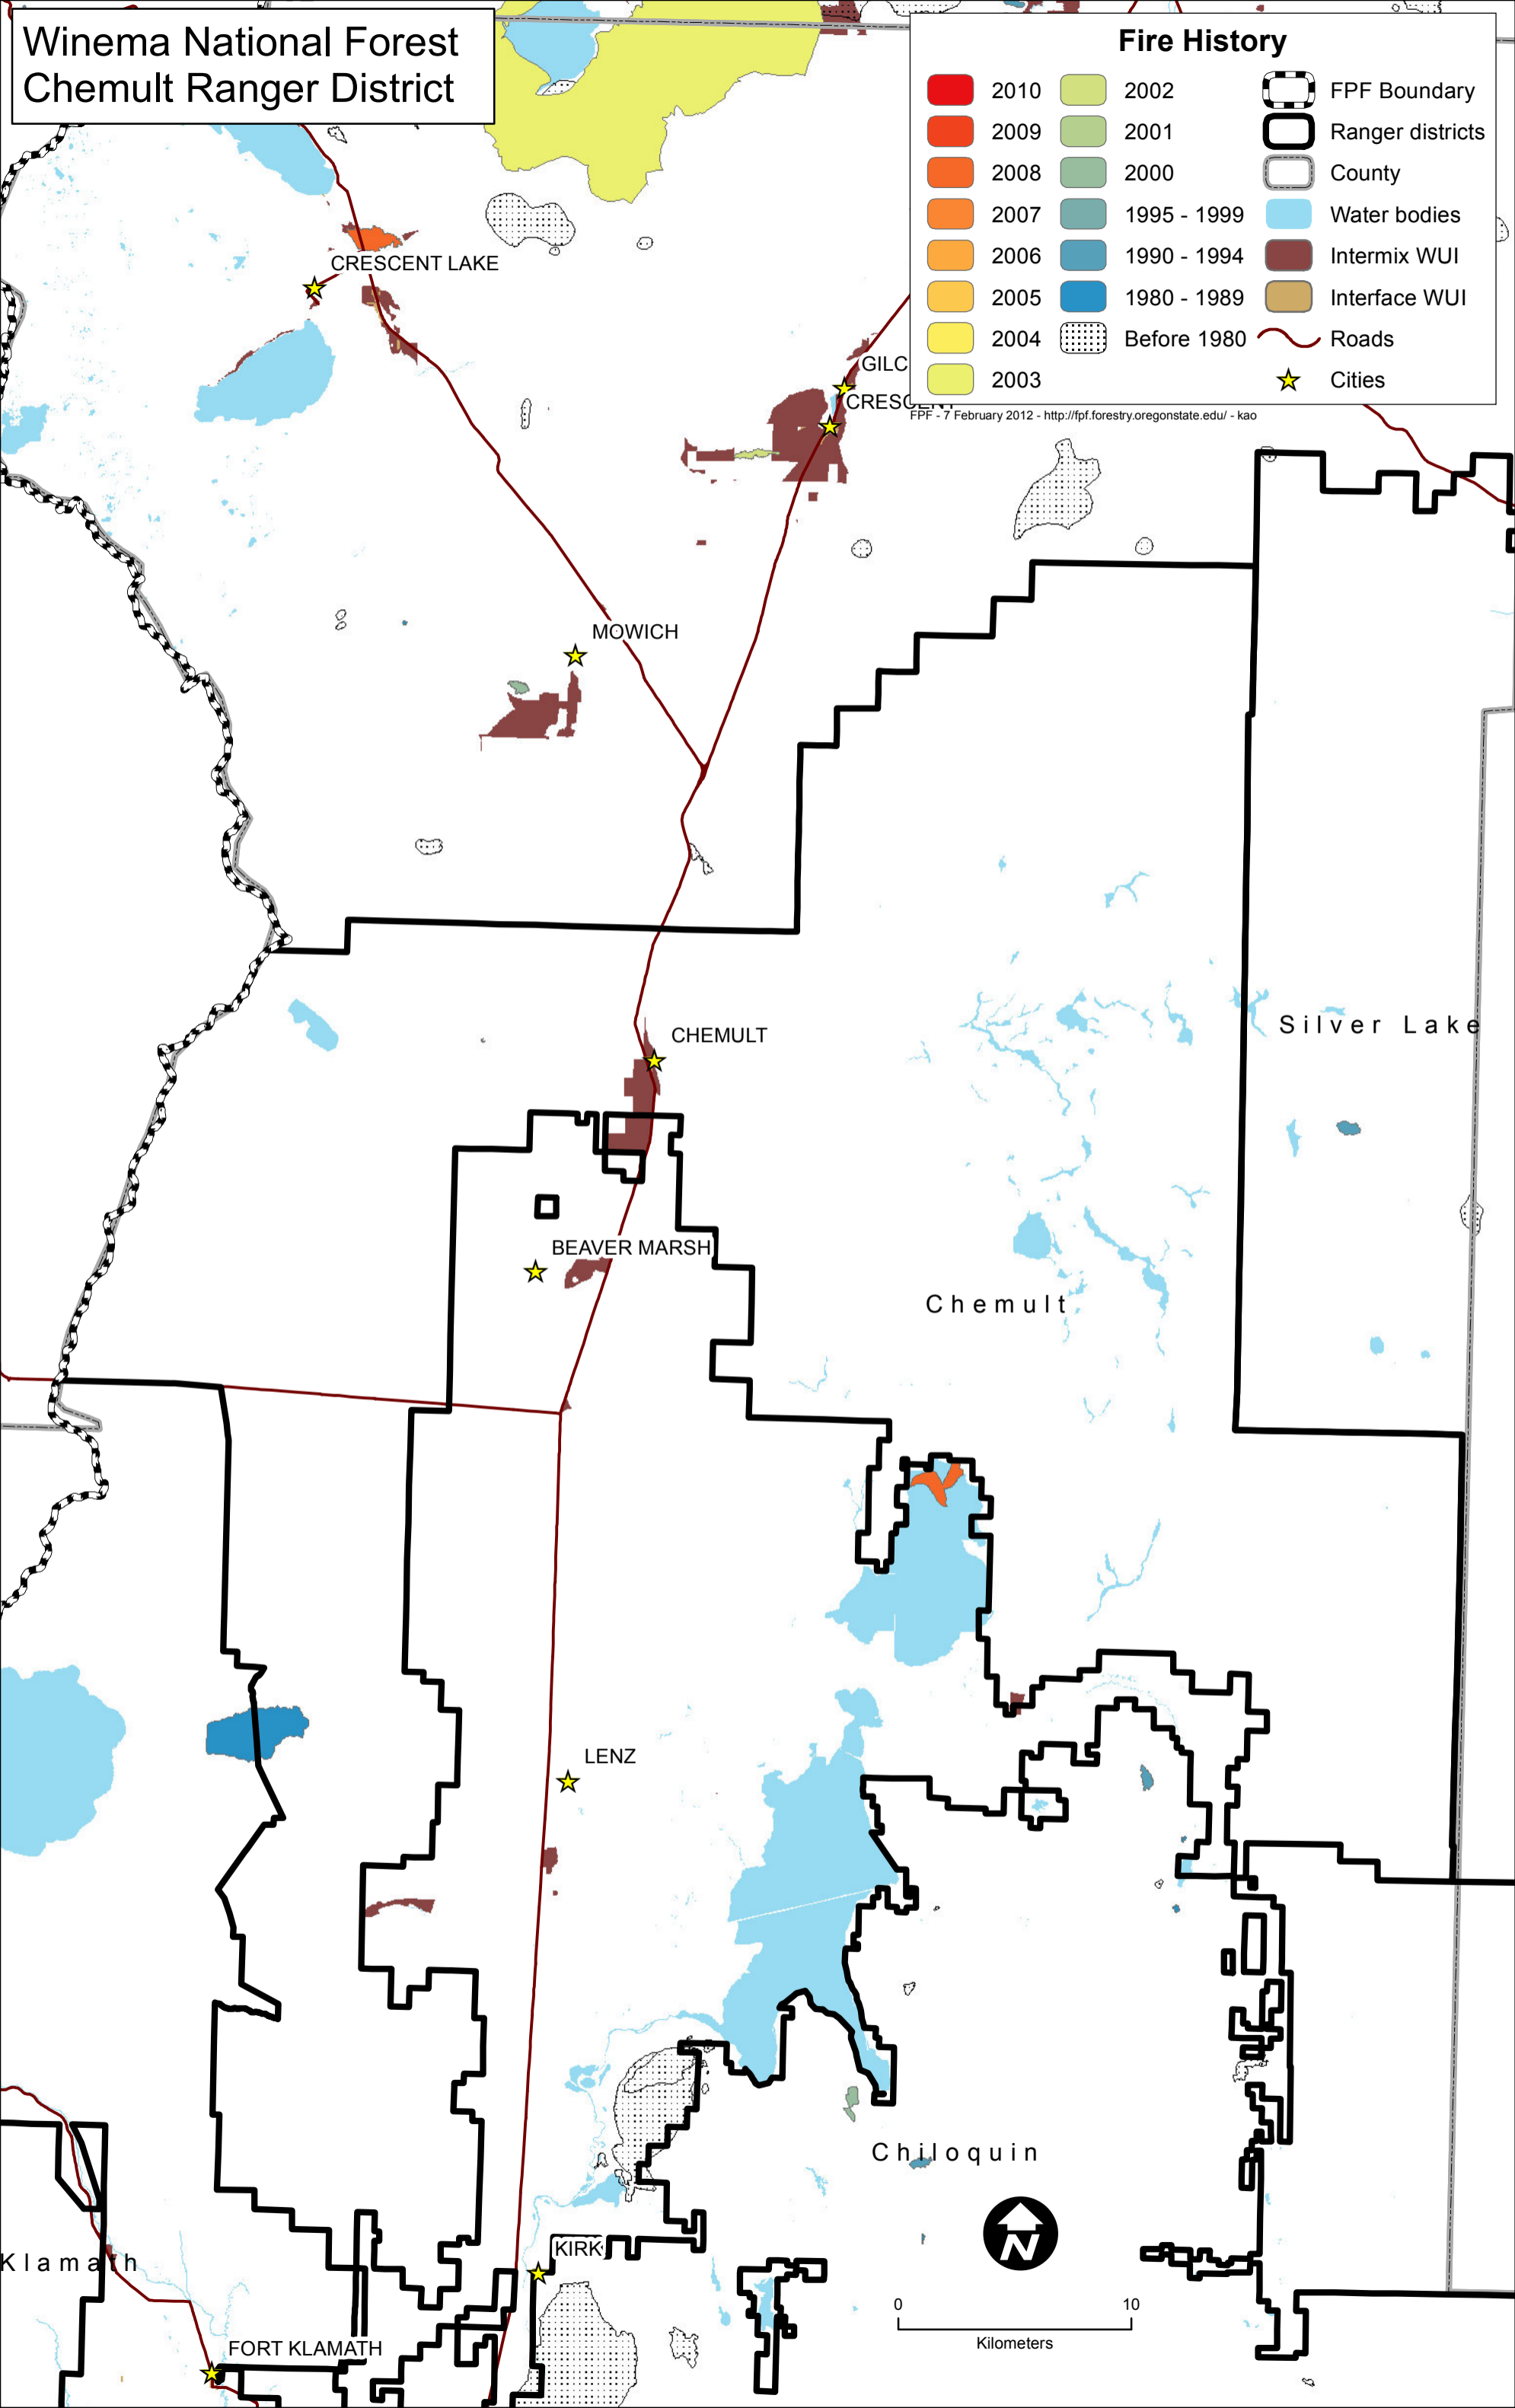 Winema National Forest
Chemult Ranger District
Fire History
2010
2009
2008
2007
2006
2005
2004
2003
2002
2001
2000
1995 - 1999
1990 - 1994
1980 - 1989
Before 1980
FPF Boundary
Ranger districts
County
Water bodies
Intermix WUI
Interface WUI
Roads
Cities
FPF - 7 February 2012 - http://fpf.forestry.oregonstate.edu/ - kao
CRESCENT LAKE
GILC
CRESCENT
MOWICH
CHEMULT
Silver Lake
BEAVER MARSH
Chemult
LENZ
Chiloquin
N
KIRK
Klamath
0 10
Kilometers
FORT KLAMATH